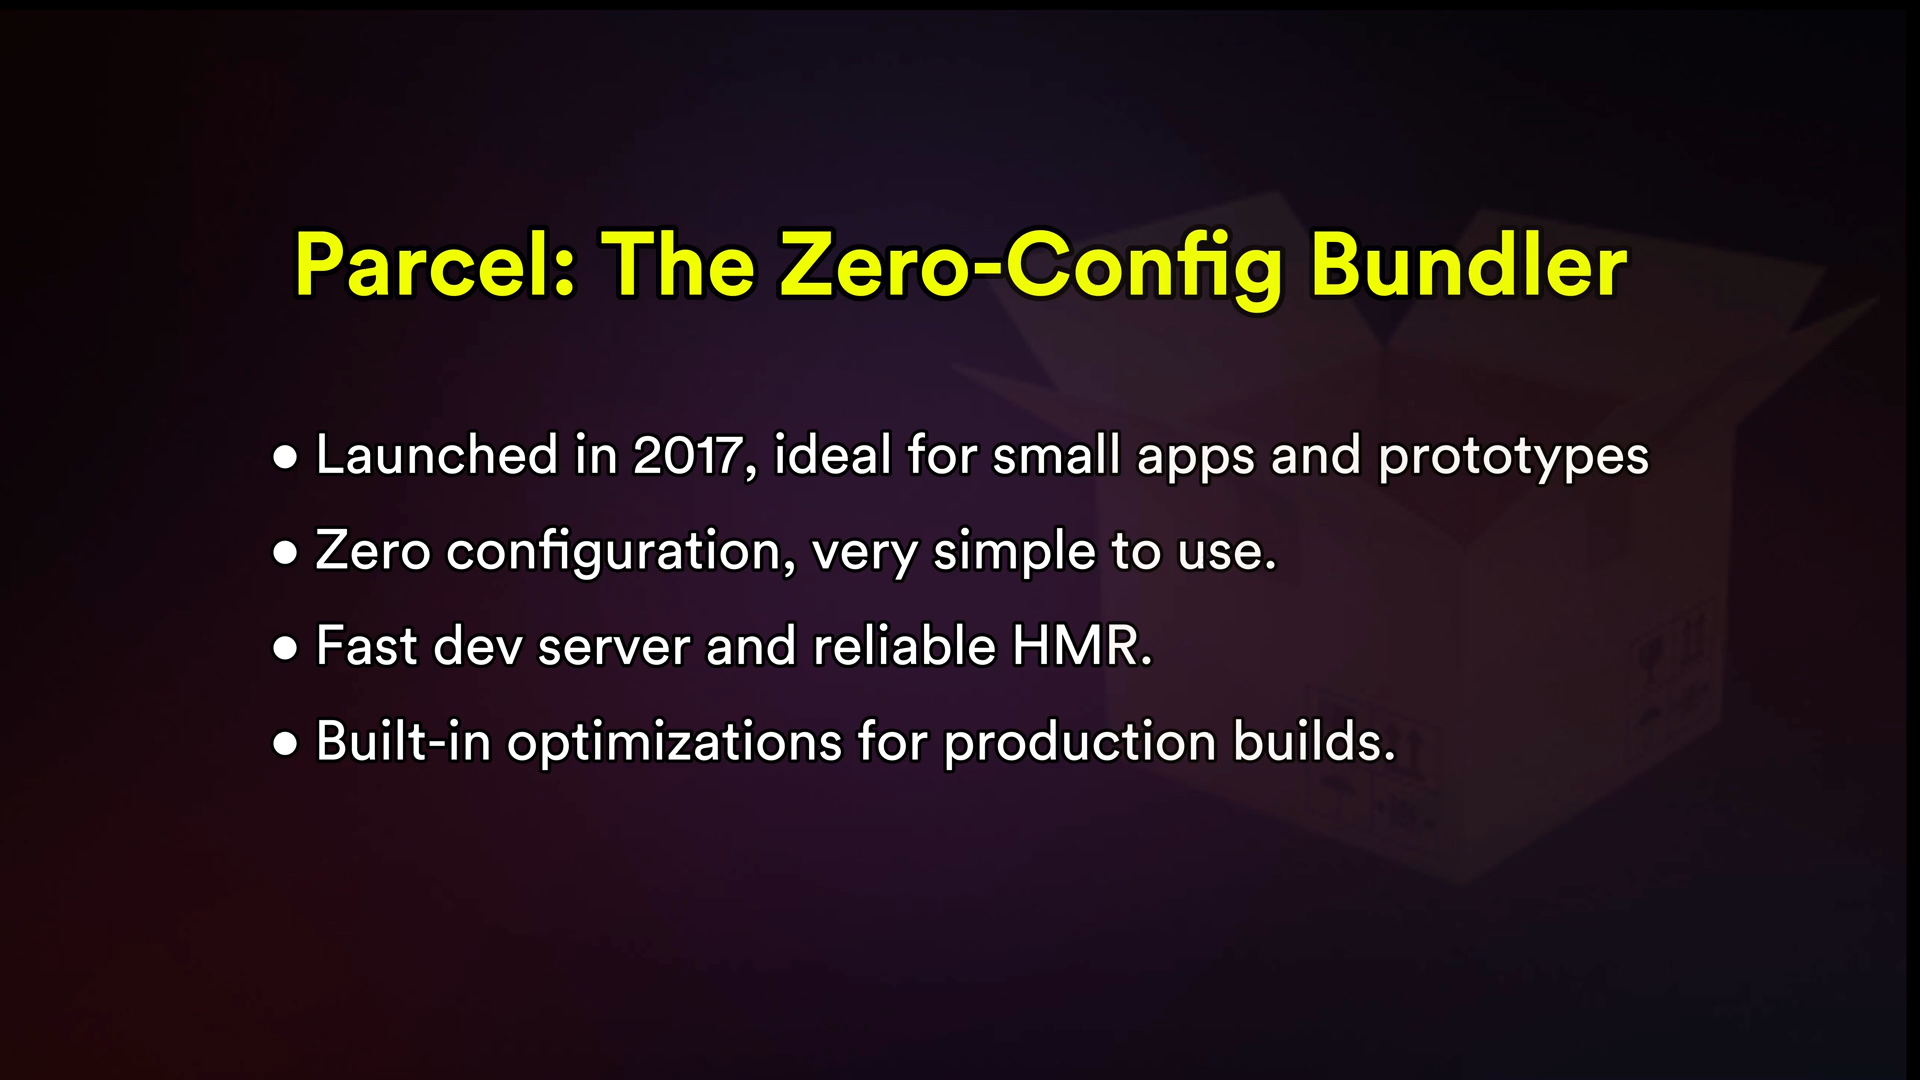 Parcel: The Zero-Config Bundler
● Launched in 2017, ideal for small apps and prototypes
● Zero configuration, very simple to use.
● Fast dev server and reliable HMR.
● Built-in optimizations for production builds.